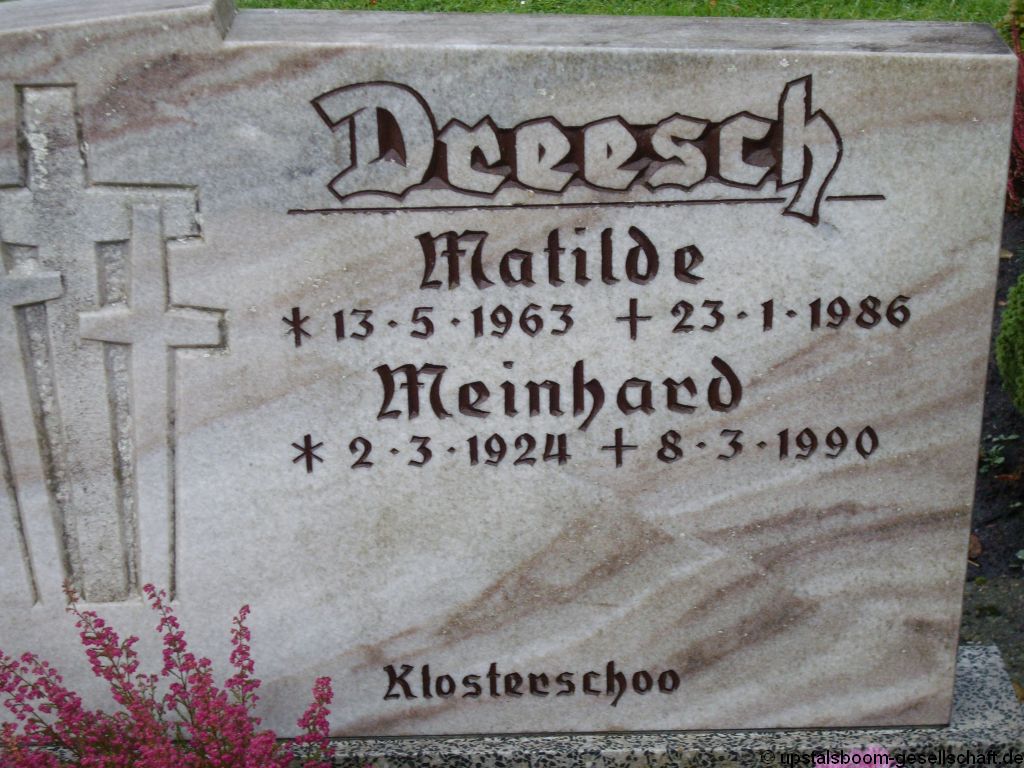 Dreesch
Matilde
* 13·5·1963 † 23·1·1986
Meinhard
* 2·3·1924 † 8·3·1990
Klosterschoo
© upstalsboom-gesellschaft.de